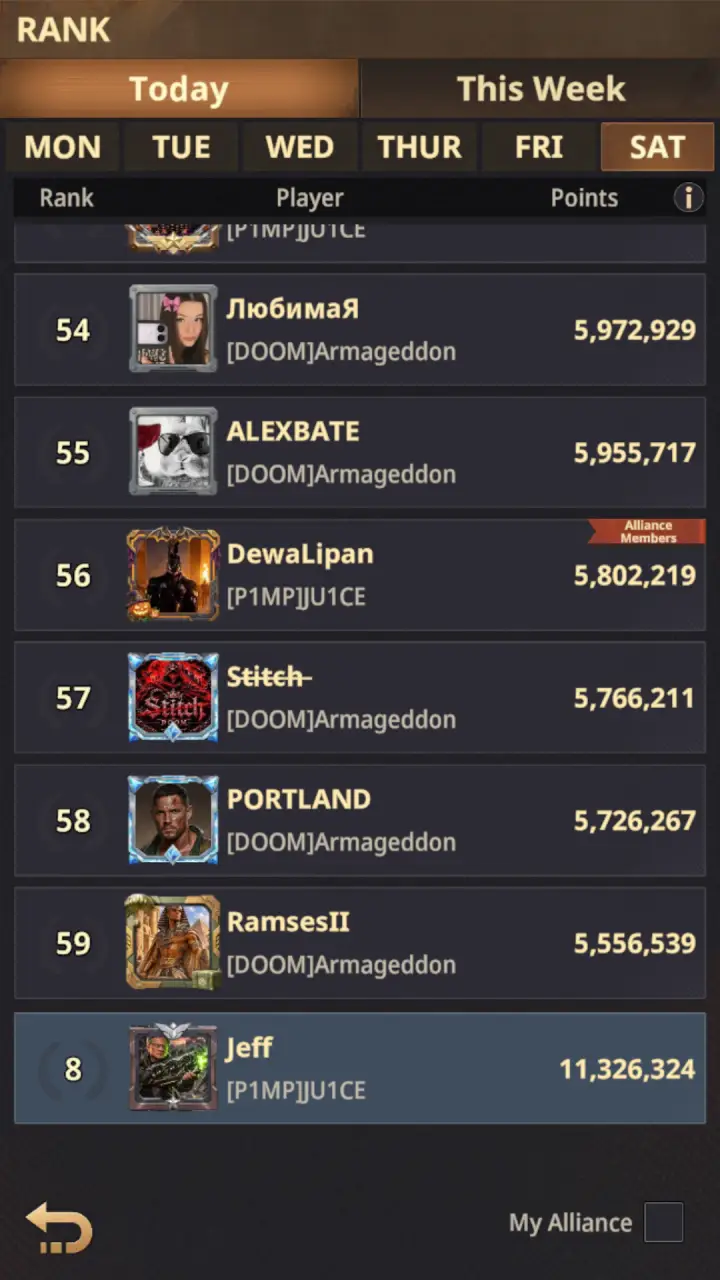 RANK
Today
This Week
MON TUE WED THUR FRI SAT
Rank Player Points
[P1MP]JU1CE
54
ЛюбимаЯ
[DOOM]Armageddon
5,972,929
55
ALEXBATE
[DOOM]Armageddon
5,955,717
Alliance
Members
56
DewaLipan
[P1MP]JU1CE
5,802,219
57
Stitch
Stitch
DOOM
[DOOM]Armageddon
5,766,211
58
PORTLAND
[DOOM]Armageddon
5,726,267
59
RamsesII
[DOOM]Armageddon
5,556,539
8
Jeff
[P1MP]JU1CE
11,326,324
My Alliance